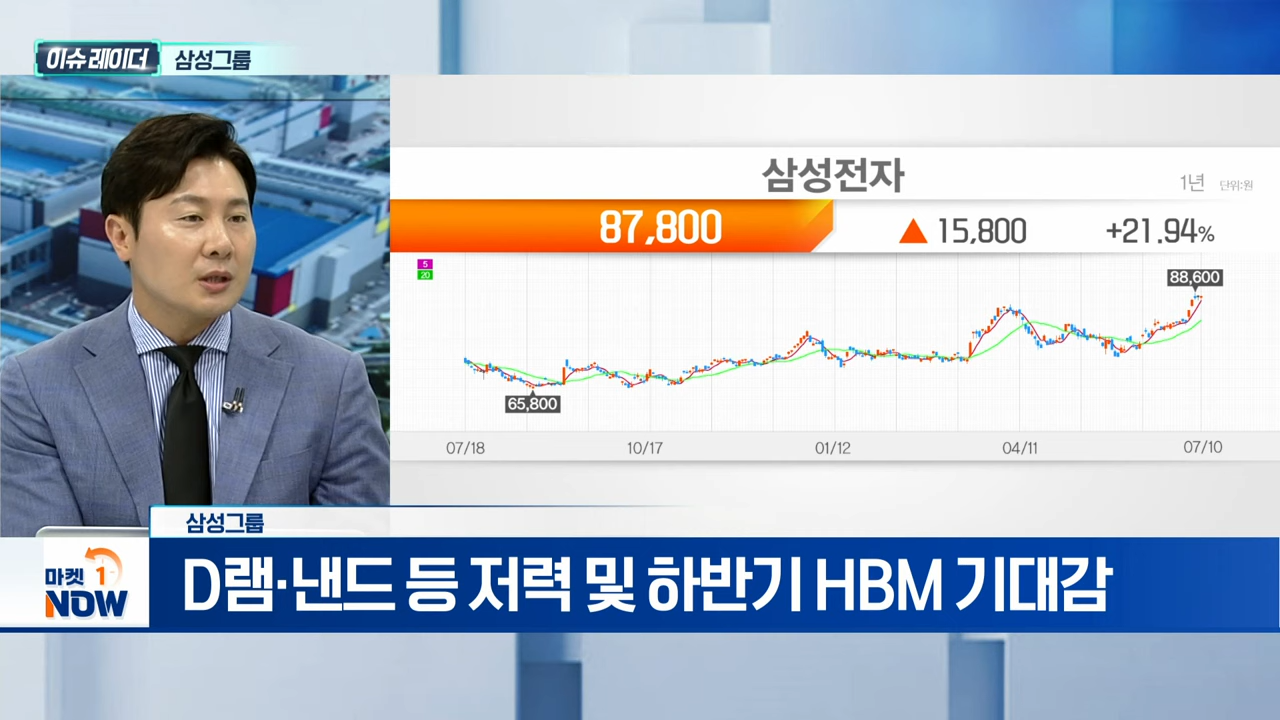 이슈 레이더 삼성그룹
삼성전자
1년 단위:원
87,800 ▲ 15,800 +21.94%
5
20
88,600
65,800
07/18 10/17 01/12 04/11 07/10
삼성그룹
마켓 1
NOW
D램·낸드 등 저력 및 하반기 HBM 기대감